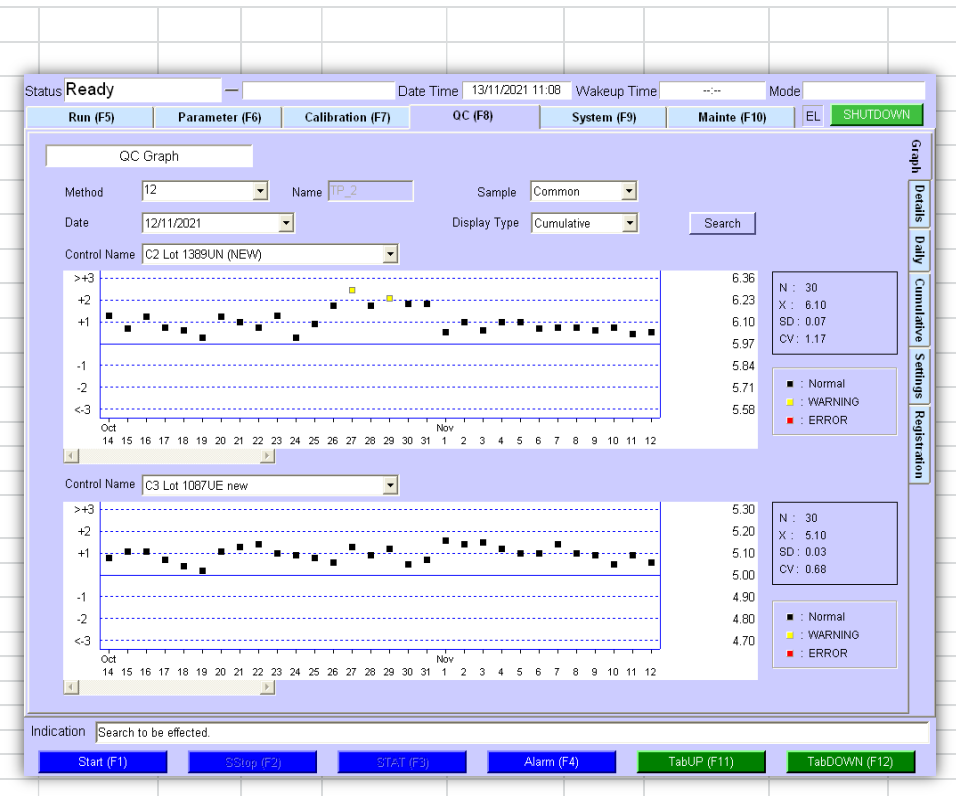 Status Ready — Date Time 13/11/2021 11:08 Wakeup Time --:-- Mode
Run (F5) Parameter (F6) Calibration (F7) QC (F8) System (F9) Mainte (F10) EL SHUTDOWN
QC Graph
Method 12 Name TP_2 Sample Common
Date 12/11/2021 Display Type Cumulative Search
Control Name C2 Lot 1389UN (NEW)
>+3 6.36
+2 6.23
+1 6.10
5.97
-1 5.84
-2 5.71
<-3 5.58
N : 30
X : 6.10
SD : 0.07
CV : 1.17
■ : Normal
■ : WARNING
■ : ERROR
Oct Nov
14 15 16 17 18 19 20 21 22 23 24 25 26 27 28 29 30 31 1 2 3 4 5 6 7 8 9 10 11 12
Control Name C3 Lot 1087UE new
>+3 5.30
+2 5.20
+1 5.10
5.00
-1 4.90
-2 4.80
<-3 4.70
N : 30
X : 5.10
SD : 0.03
CV : 0.68
■ : Normal
■ : WARNING
■ : ERROR
Oct Nov
14 15 16 17 18 19 20 21 22 23 24 25 26 27 28 29 30 31 1 2 3 4 5 6 7 8 9 10 11 12
Graph
Details
Daily
Cumulative
Settings
Registration
Indication Search to be effected.
Start (F1) SStop (F2) STAT (F3) Alarm (F4) TabUP (F11) TabDOWN (F12)